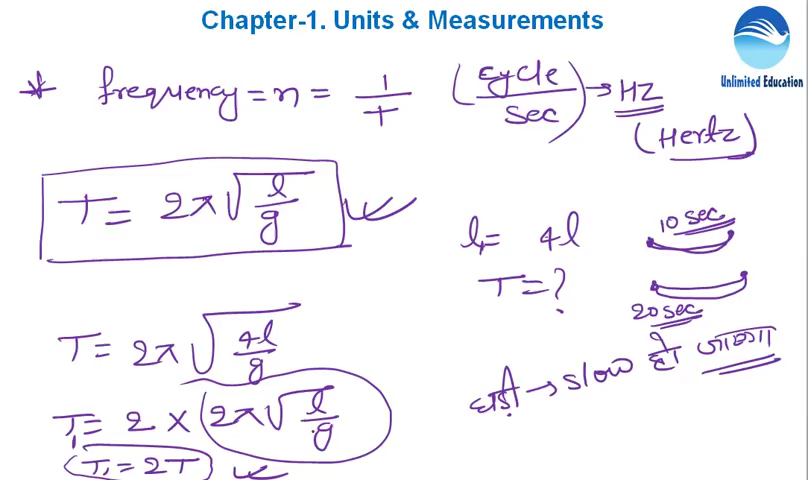 Chapter-1. Units & Measurements
Unlimited Education
* frequency = n = 1/T (cycle/sec) → HZ
(Hertz)
T = 2π√(l/g)
l₁ = 4l
10 sec
T = ?
20 sec
T = 2π√(4l/g)
घड़ी → slow हो जाएगा
T₁ = 2 × (2π√(l/g))
(T₁ = 2T)